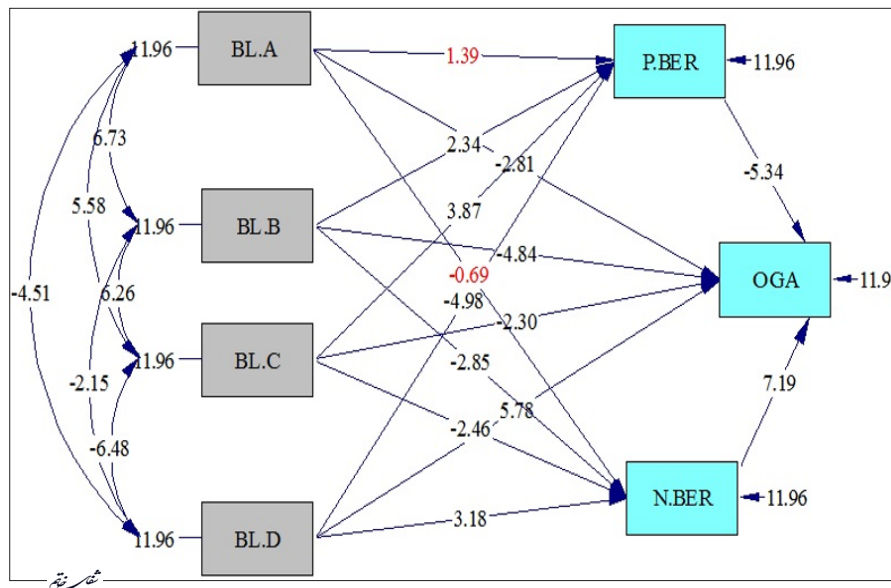 11.96 BL.A 1.39 P.BER 11.96
6.73 2.34 -2.81 -5.34
5.58 3.87
11.96 BL.B -4.84
-4.51 6.26 -0.69 OGA 11.9
-4.98 -2.30
11.96 BL.C -2.85
-2.15 5.78 7.19
-6.48 -2.46
N.BER 11.96
11.96 BL.D 3.18